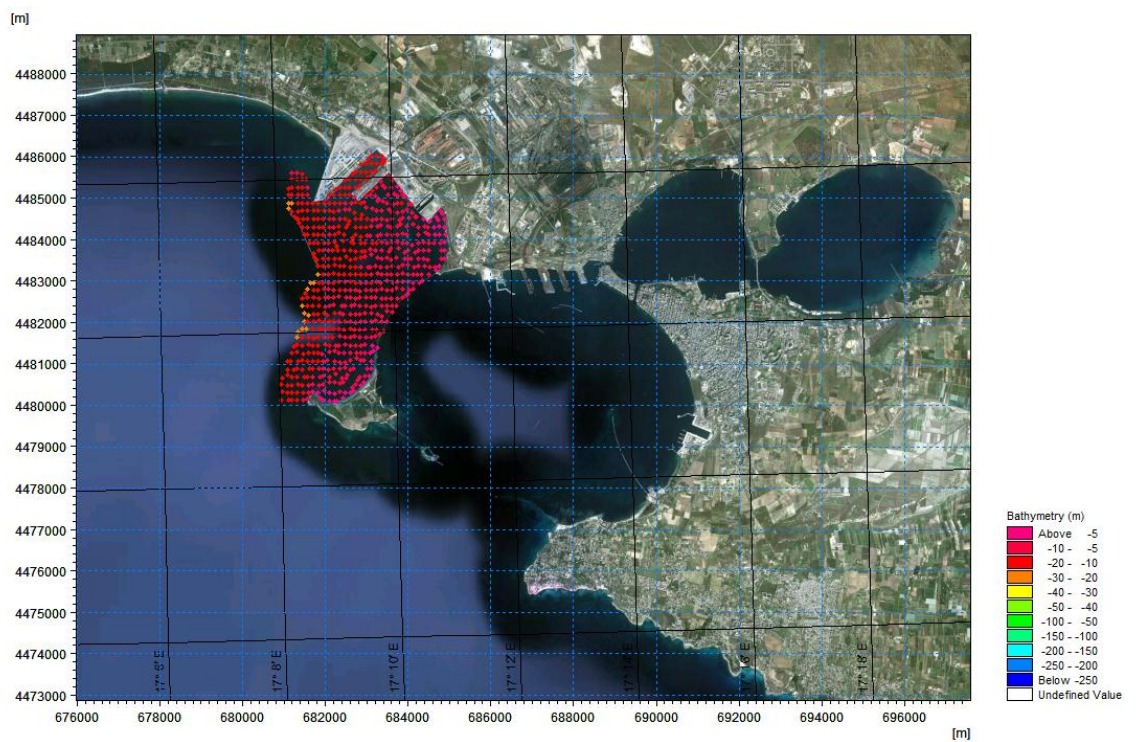 [m]
4488000
4487000
4486000
4485000
4484000
4483000
4482000
4481000
4480000
4479000
4478000
4477000
4476000
4475000
4474000
4473000
17° 6' E
17° 8' E
17° 10' E
17° 12' E
17° 14' E
17° 16' E
17° 18' E
676000 678000 680000 682000 684000 686000 688000 690000 692000 694000 696000
[m]
Bathymetry (m)
Above -5
-10 - -5
-20 - -10
-30 - -20
-40 - -30
-50 - -40
-100 - -50
-150 - -100
-200 - -150
-250 - -200
Below -250
Undefined Value